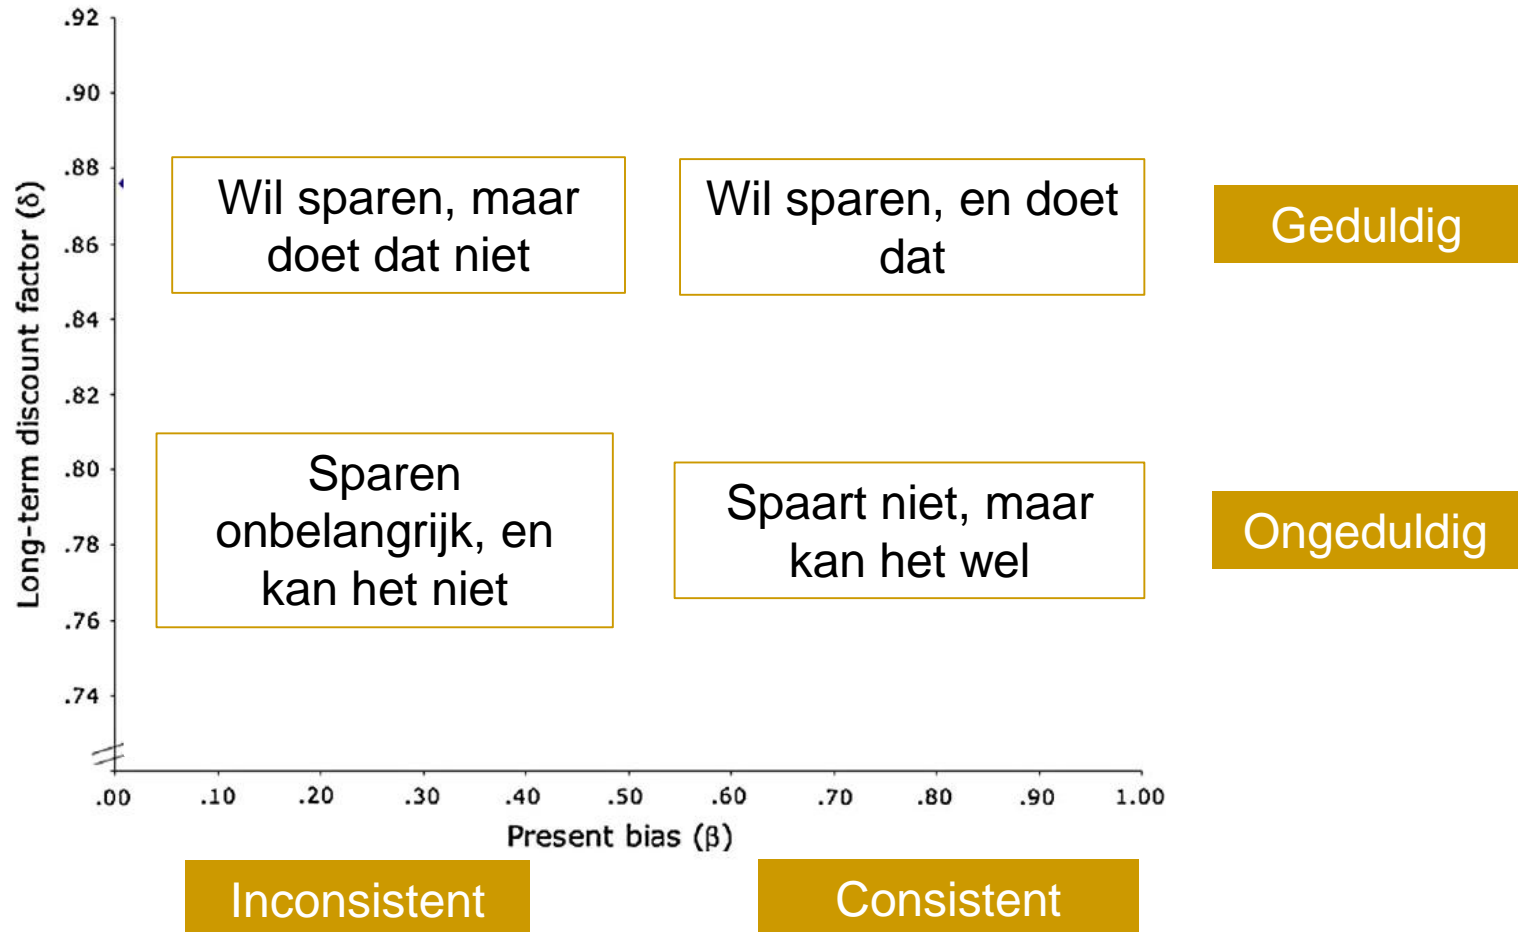 .92
.90
.88
.86
.84
.82
.80
.78
.76
.74
Long-term discount factor (δ)
Wil sparen, maar
doet dat niet
Wil sparen, en doet
dat
Geduldig
Sparen
onbelangrijk, en
kan het niet
Spaart niet, maar
kan het wel
Ongeduldig
.00 .10 .20 .30 .40 .50 .60 .70 .80 .90 1.00
Present bias (β)
Inconsistent
Consistent